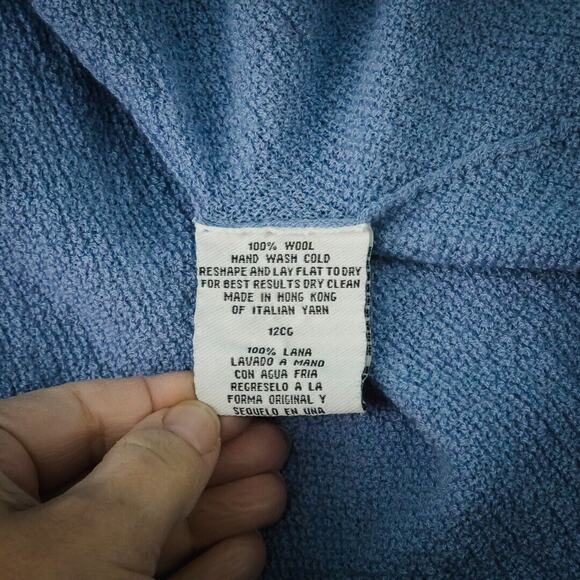 100% WOOL
HAND WASH COLD
RESHAPE AND LAY FLAT TO DRY
FOR BEST RESULTS DRY CLEAN
MADE IN HONG KONG
OF ITALIAN YARN
12CG
100% LANA
LAVADO A MANO
CON AGUA FRIA
REGRESELO A LA
FORMA ORIGINAL Y
SEQUELO EN UNA